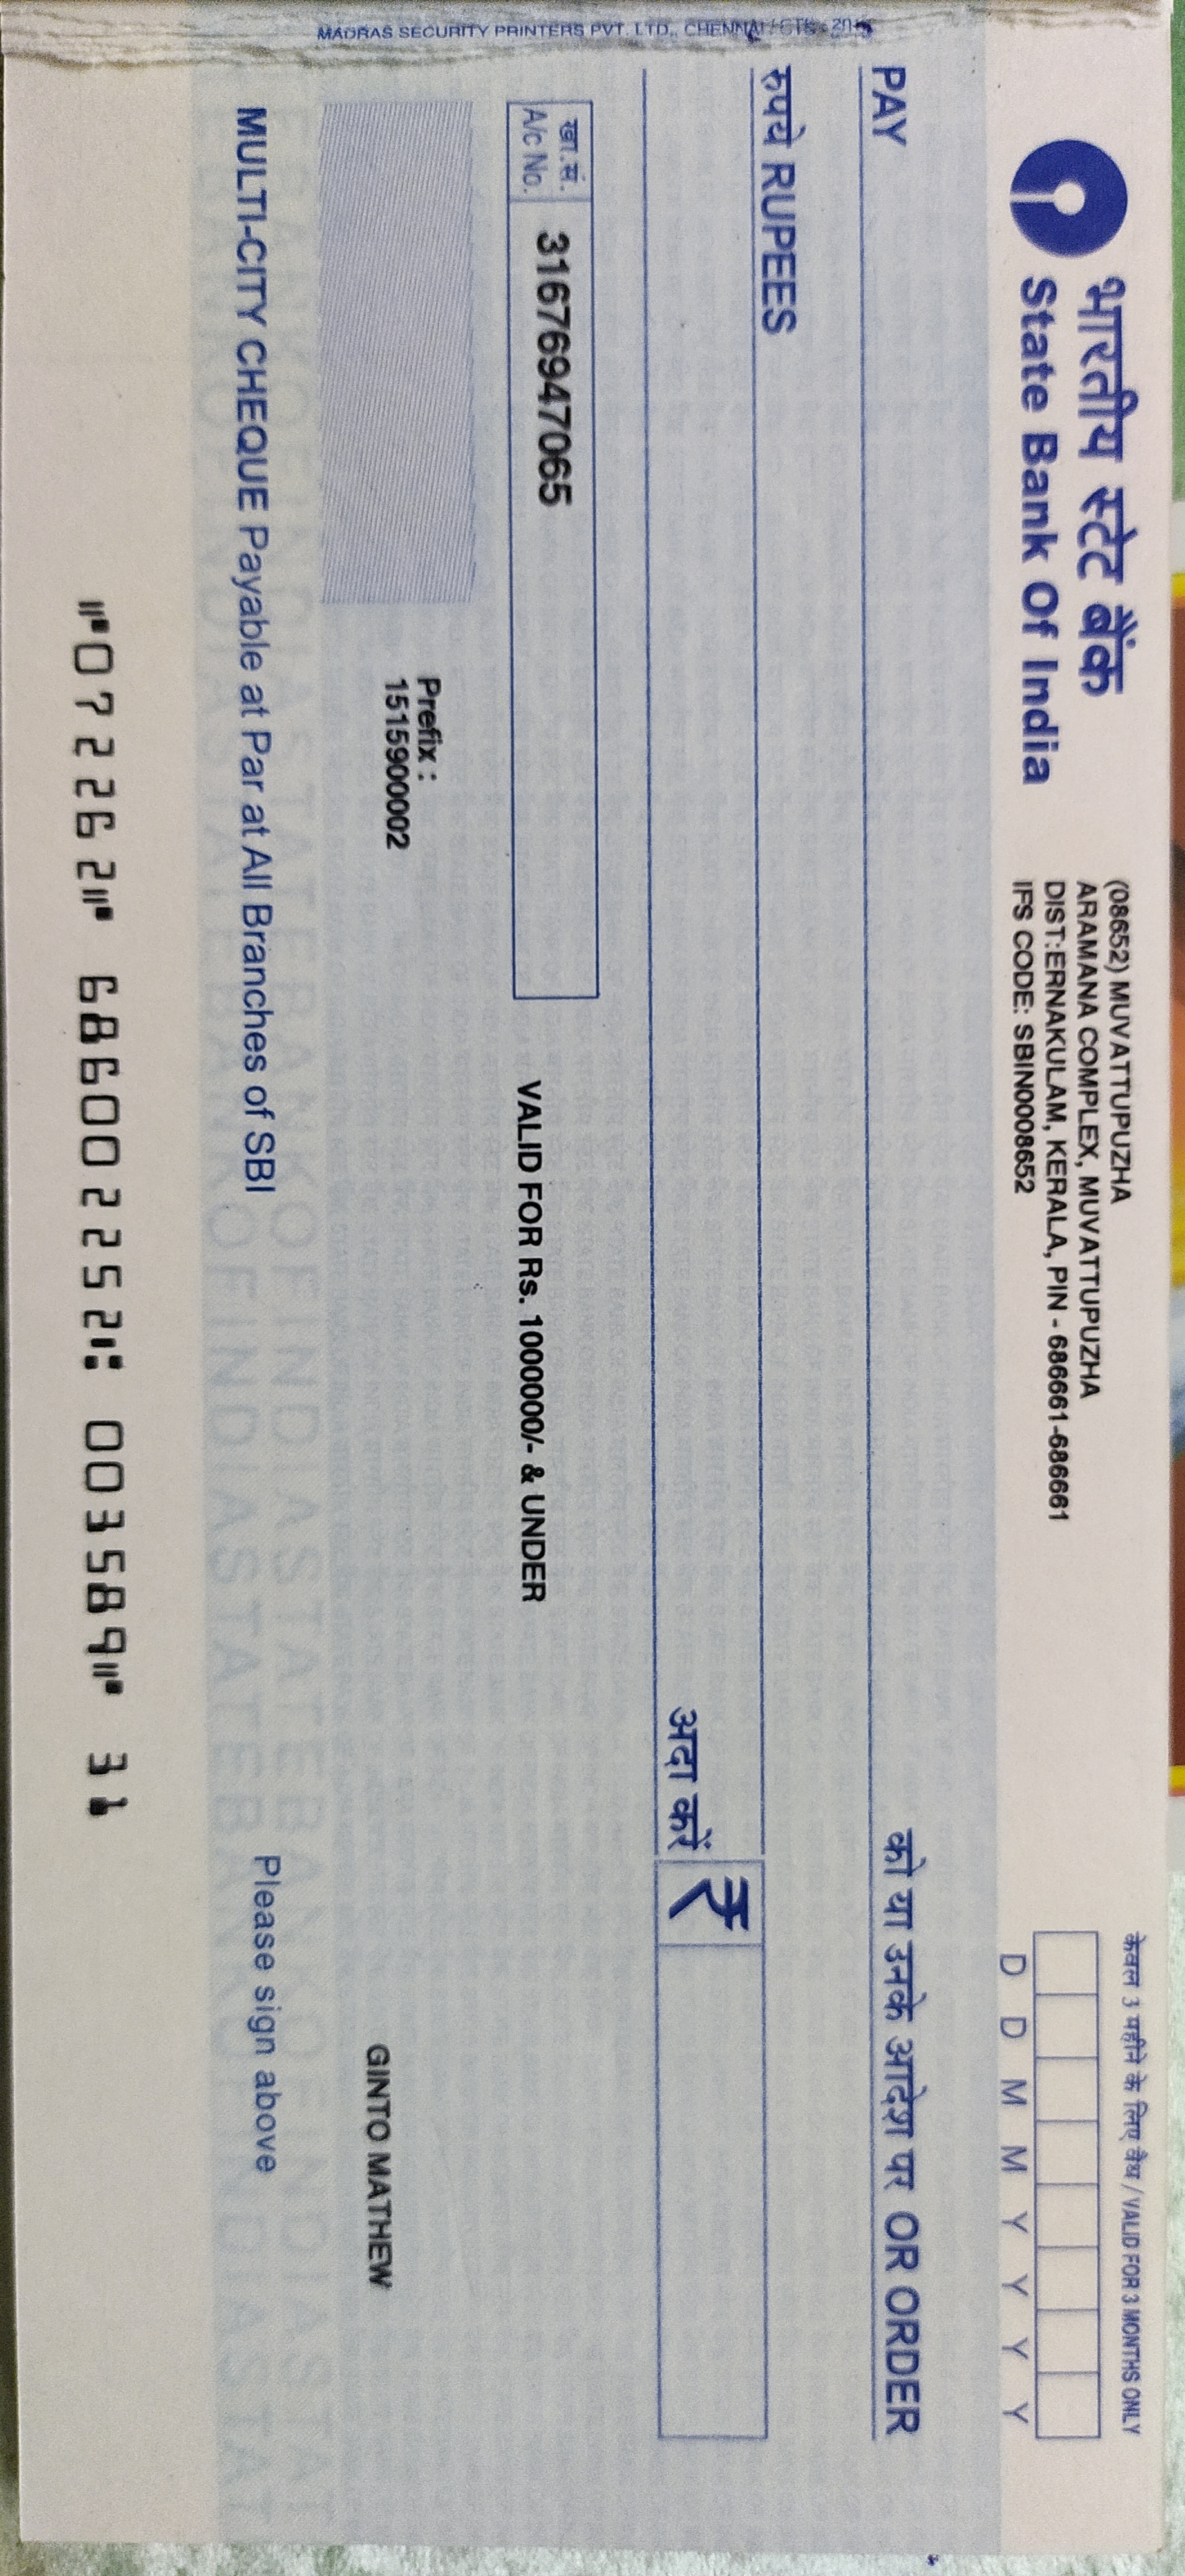 भारतीय स्टेट बैंक
State Bank Of India
(08652) MUVATTUPUZHA
ARAMANA COMPLEX, MUVATTUPUZHA
DIST:ERNAKULAM, KERALA, PIN - 686661-686661
IFS CODE: SBIN0008652
केवल 3 महीने के लिए वैध / VALID FOR 3 MONTHS ONLY
D D M M Y Y Y Y
PAY
को या उनके आदेश पर OR ORDER
रुपये RUPEES
अदा करें ₹
खा.सं.
A/c No.
31676947065
VALID FOR Rs. 1000000/- & UNDER
Prefix :
1515900002
GINTO MATHEW
MULTI-CITY CHEQUE Payable at Par at All Branches of SBI
Please sign above
⑈072262⑈ 686002252⑆ 003589⑈ 31
MADRAS SECURITY PRINTERS PVT. LTD., CHENNAI / CTS -